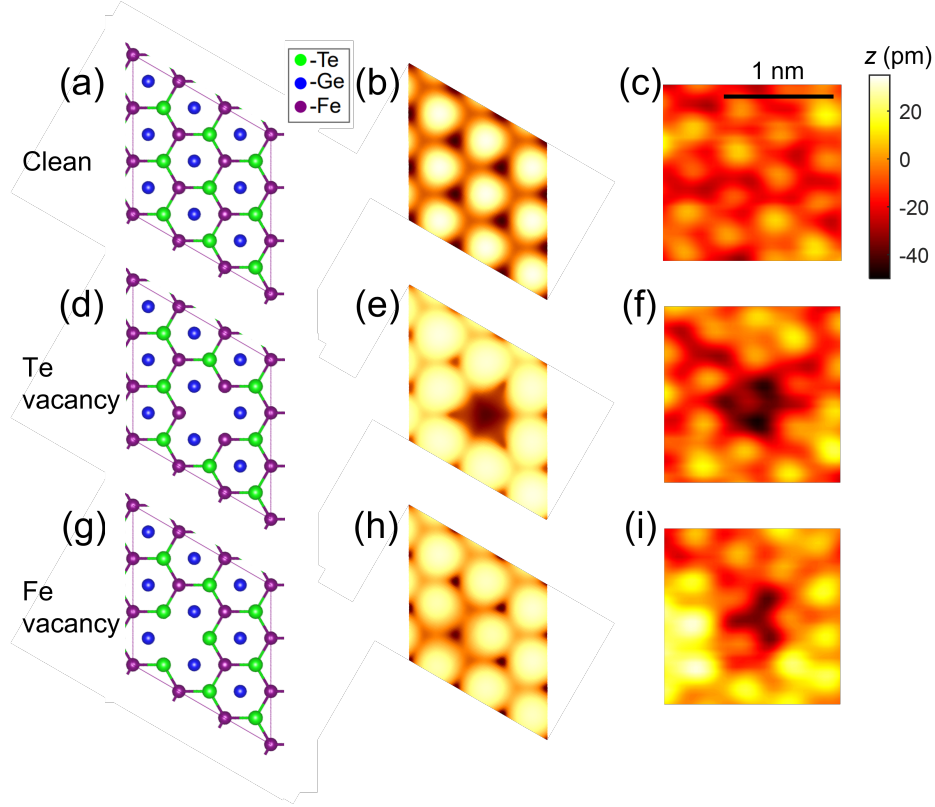 (a)
-Te
-Ge
-Fe
(b)
(c)
1 nm
z (pm)
20
0
-20
-40
Clean
(d)
(e)
(f)
Te
vacancy
(g)
(h)
(i)
Fe
vacancy